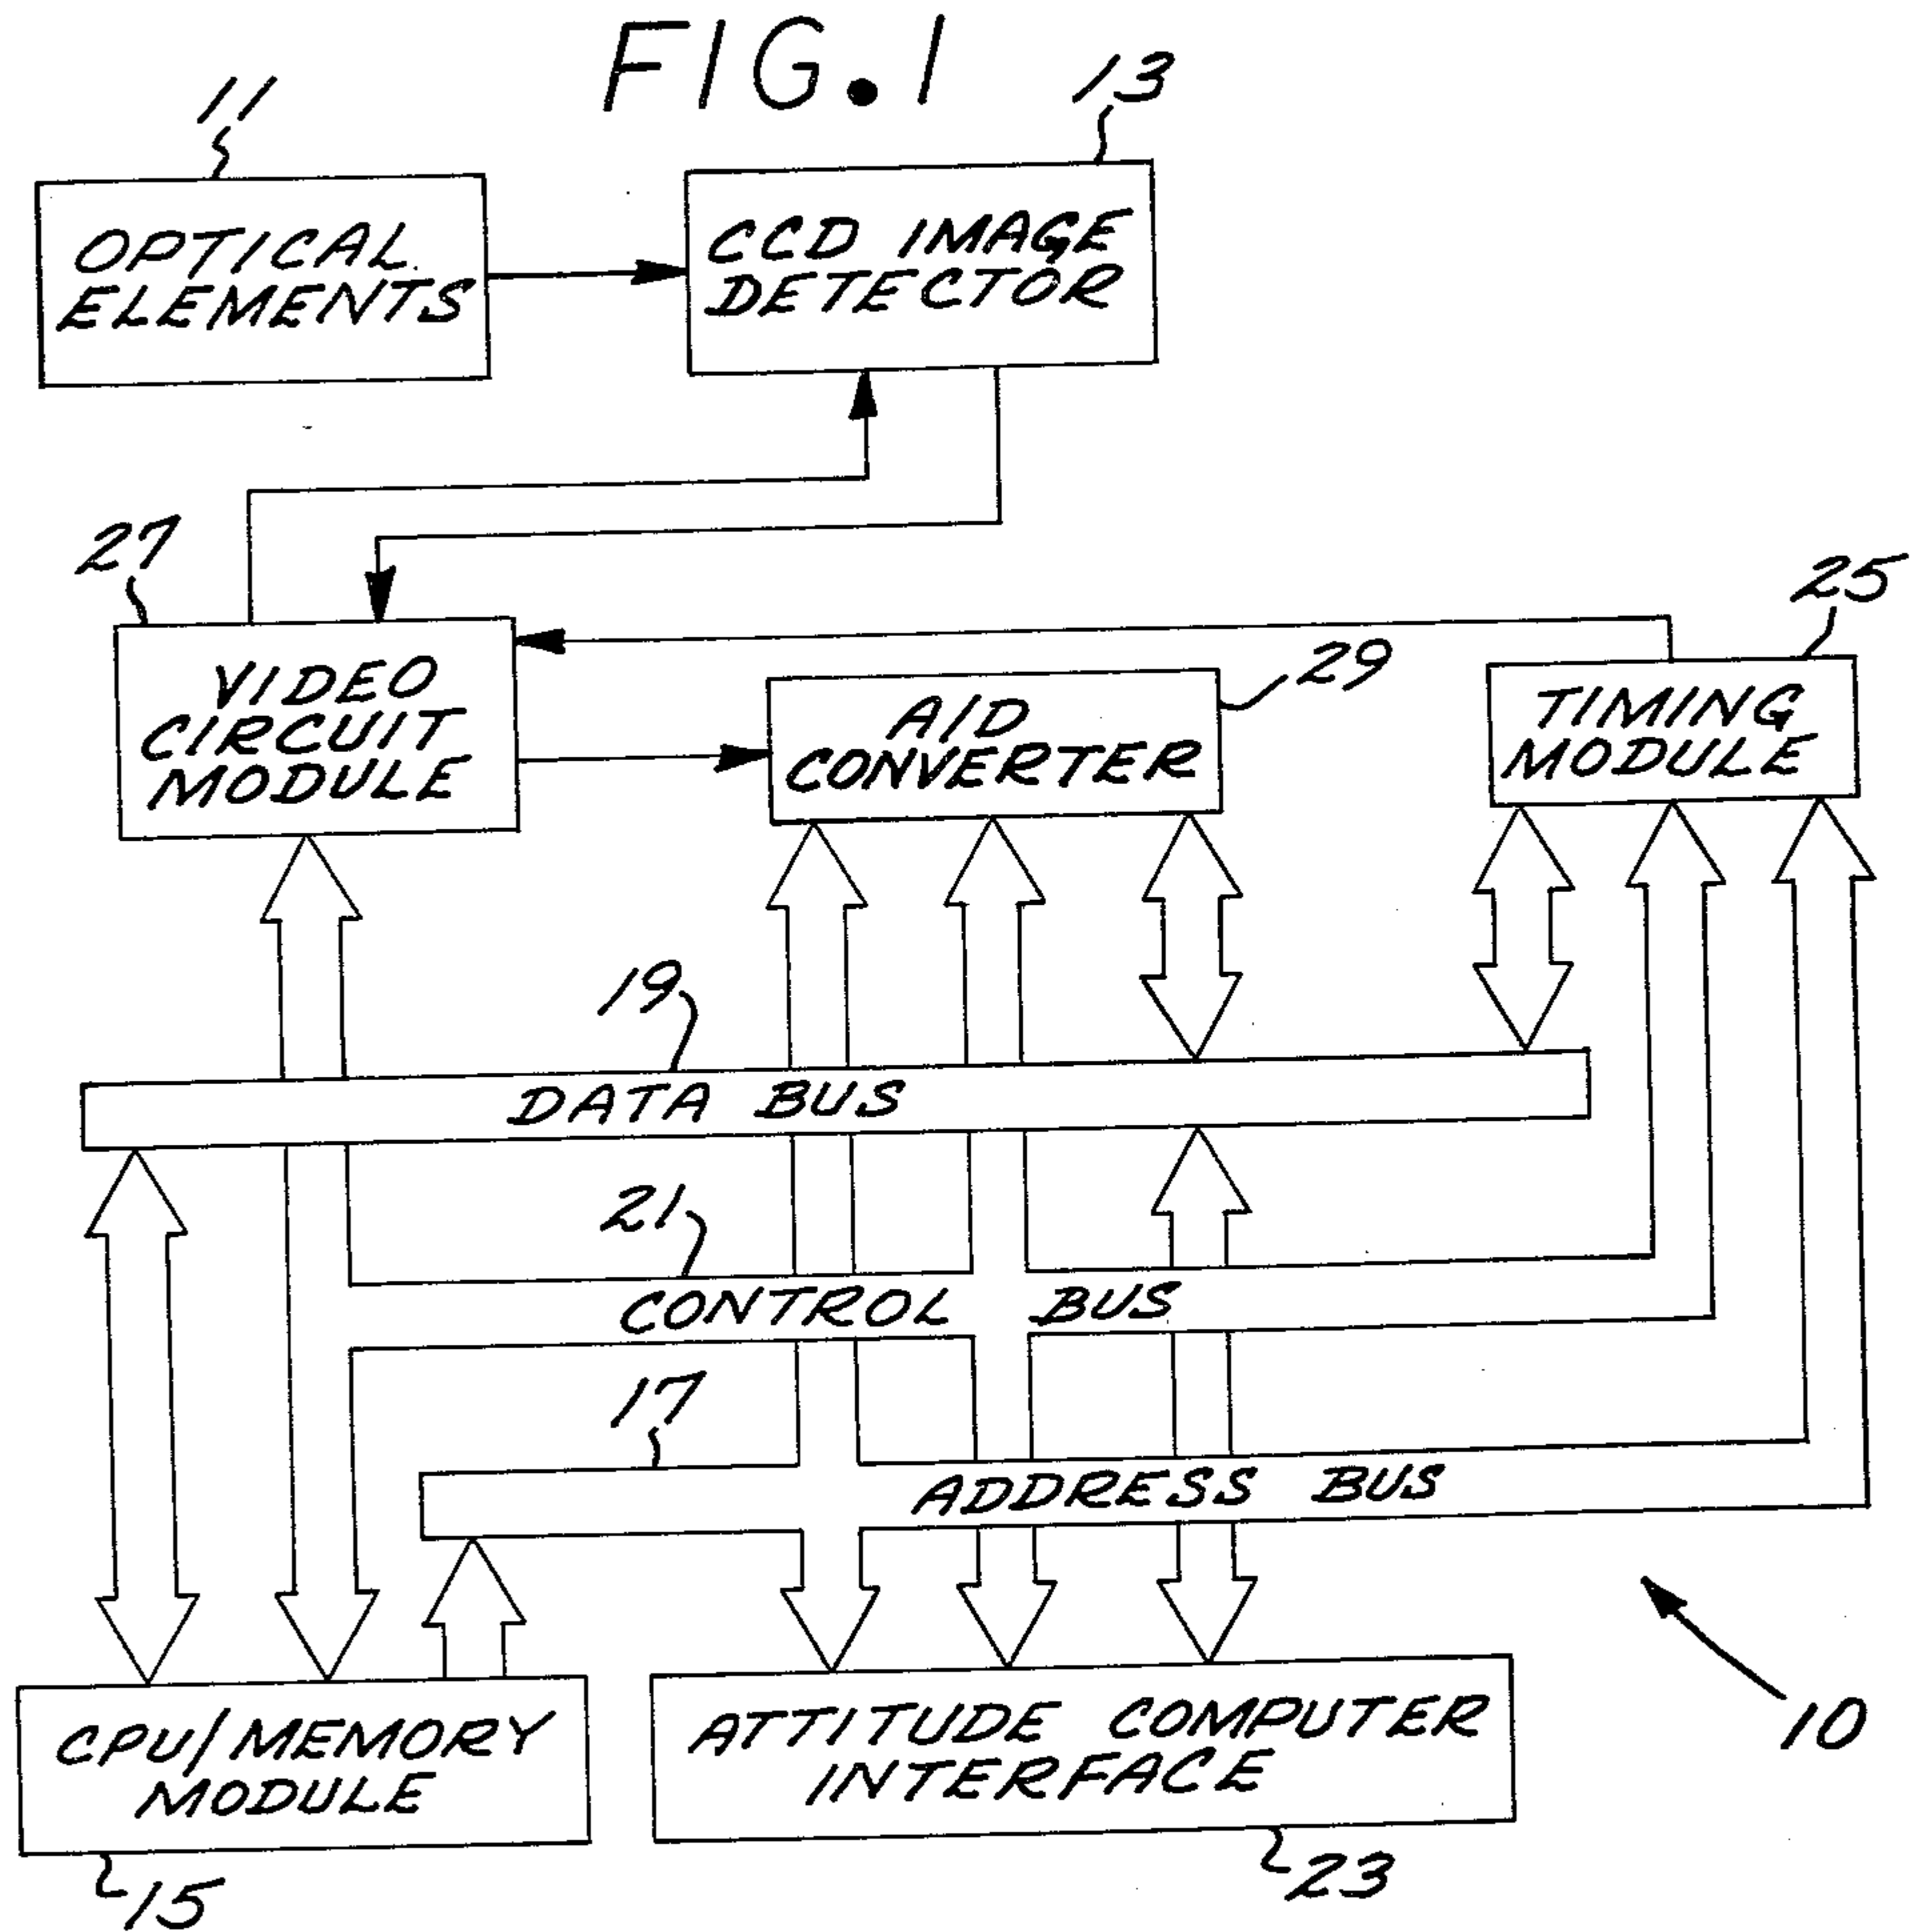 FIG. 1
11
13
OPTICAL
ELEMENTS
CCD IMAGE
DETECTOR
27
25
29
VIDEO
CIRCUIT
MODULE
A/D
CONVERTER
TIMING
MODULE
19
DATA BUS
21
CONTROL BUS
17
ADDRESS BUS
10
CPU/MEMORY
MODULE
ATTITUDE COMPUTER
INTERFACE
15
23